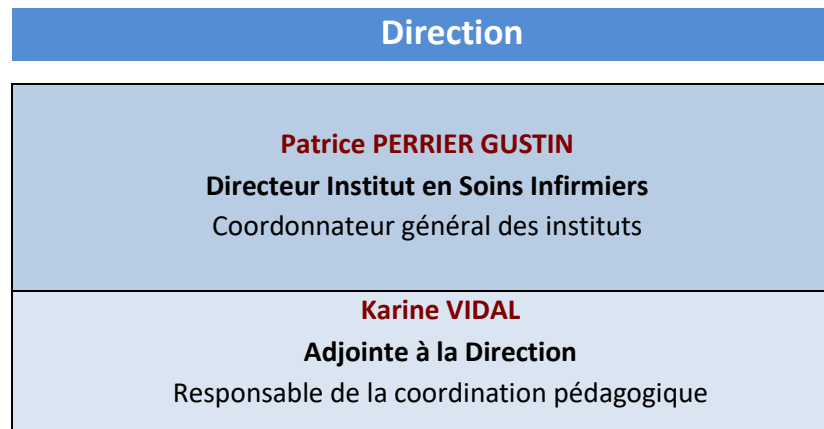 Direction
Patrice PERRIER GUSTIN
Directeur Institut en Soins Infirmiers
Coordonnateur général des instituts
Karine VIDAL
Adjointe à la Direction
Responsable de la coordination pédagogique